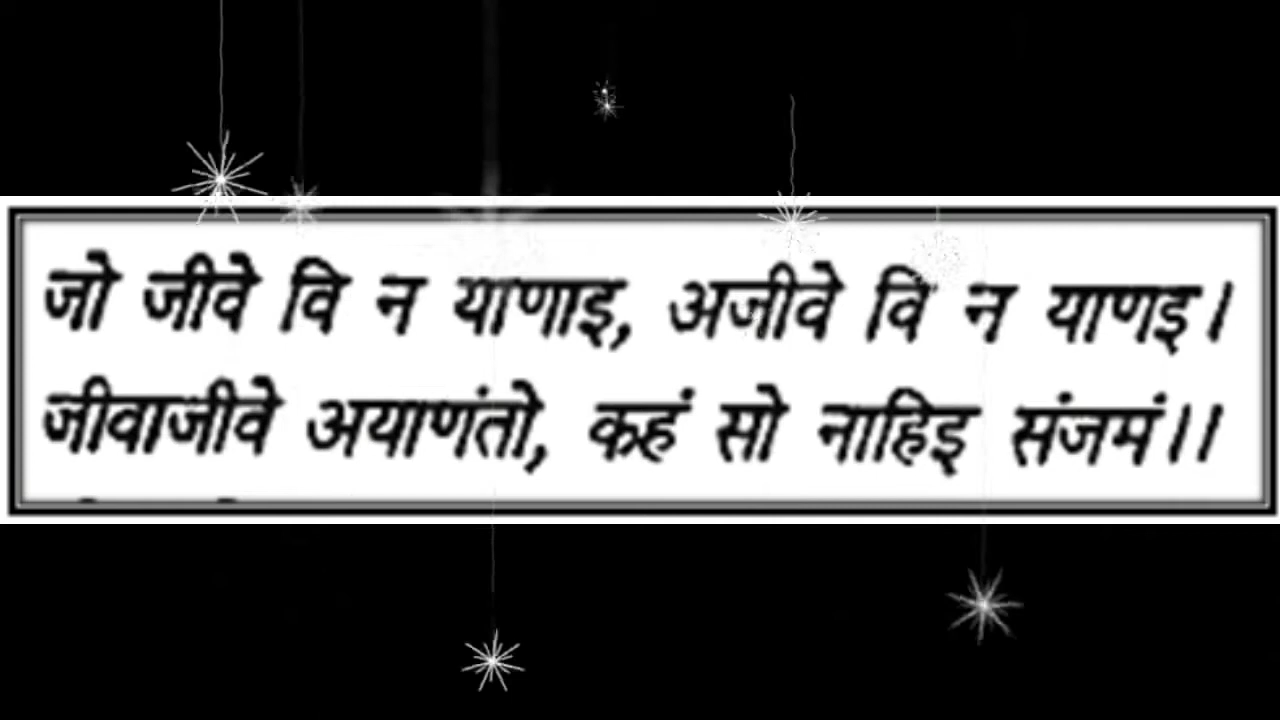 जो जीवे वि न याणाइ, अजीवे वि न याणइ।
जीवाजीवे अयाणंतो, कहं सो नाहिइ संजमं।।